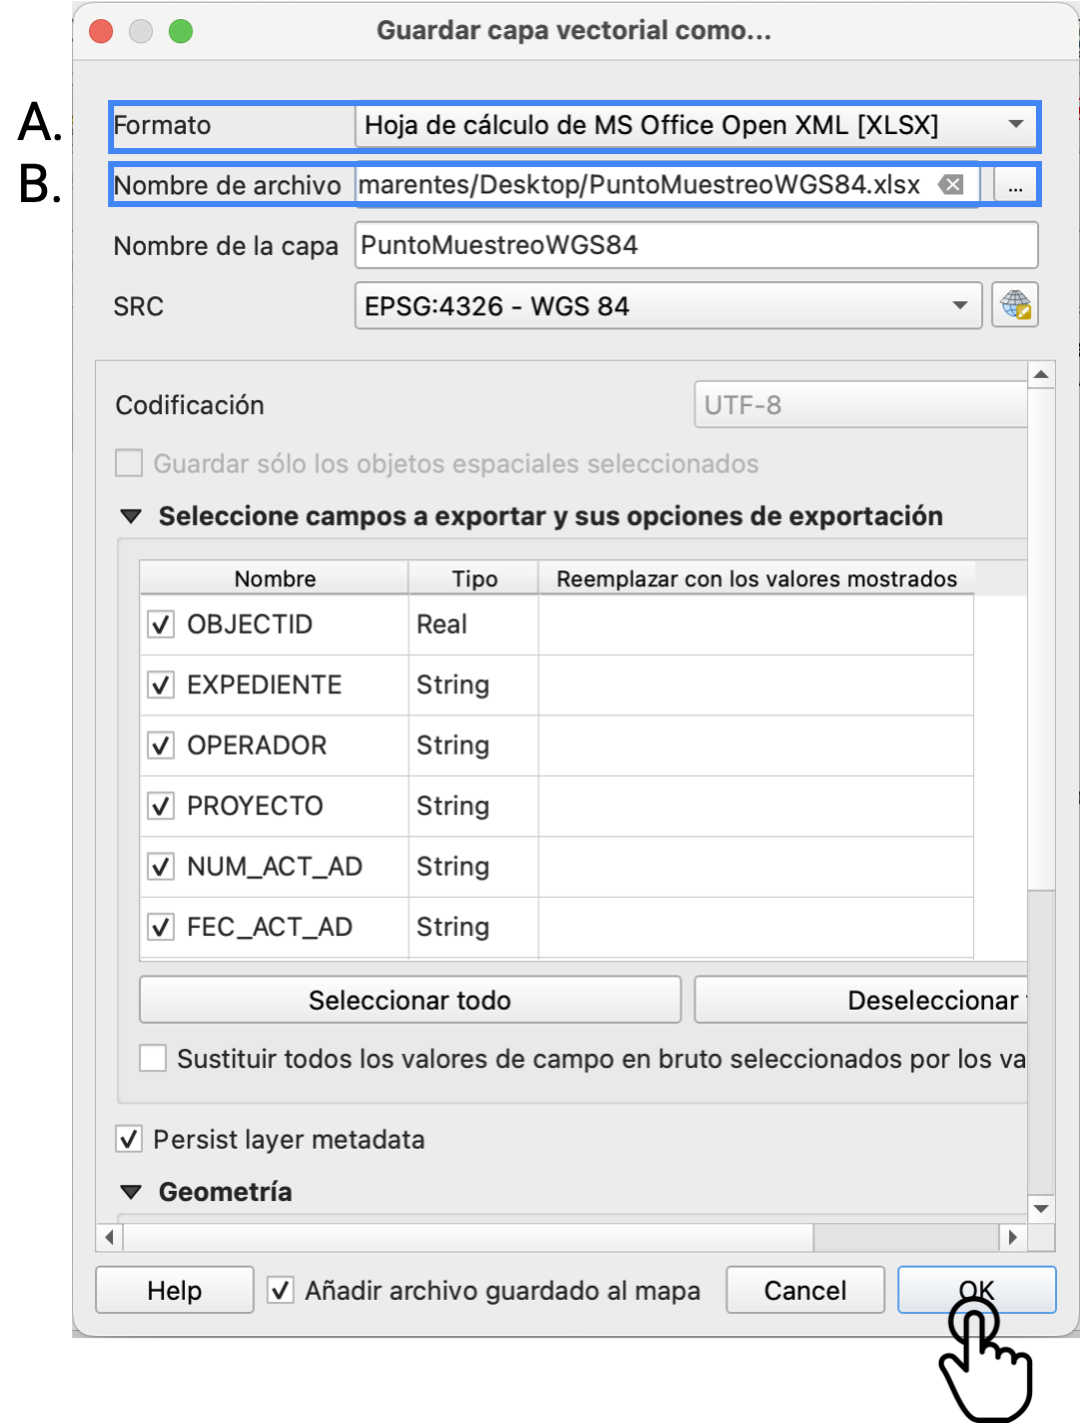 Guardar capa vectorial como...
A. Formato Hoja de cálculo de MS Office Open XML [XLSX]
B. Nombre de archivo marentes/Desktop/PuntoMuestreoWGS84.xlsx ...
Nombre de la capa PuntoMuestreoWGS84
SRC EPSG:4326 - WGS 84
Codificación UTF-8
Guardar sólo los objetos espaciales seleccionados
Seleccione campos a exportar y sus opciones de exportación
Nombre Tipo Reemplazar con los valores mostrados
OBJECTID Real
EXPEDIENTE String
OPERADOR String
PROYECTO String
NUM_ACT_AD String
FEC_ACT_AD String
Seleccionar todo Deseleccionar
Sustituir todos los valores de campo en bruto seleccionados por los va
Persist layer metadata
Geometría
Help Añadir archivo guardado al mapa Cancel OK